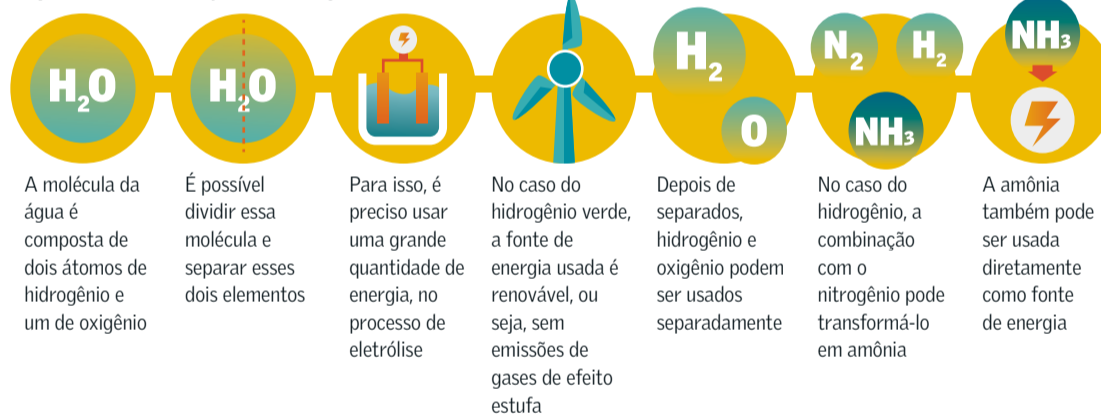 H₂O
A molécula da
água é
composta de
dois átomos de
hidrogênio e
um de oxigênio
H₂O
É possível
dividir essa
molécula e
separar esses
dois elementos
Para isso, é
preciso usar
uma grande
quantidade de
energia, no
processo de
eletrólise
No caso do
hidrogênio verde,
a fonte de
energia usada é
renovável, ou
seja, sem
emissões de
gases de efeito
estufa
H₂
O
Depois de
separados,
hidrogênio e
oxigênio podem
ser usados
separadamente
N₂
H₂
NH₃
No caso do
hidrogênio, a
combinação
com o
nitrogênio pode
transformá-lo
em amônia
NH₃
A amônia
também pode
ser usada
diretamente
como fonte
de energia